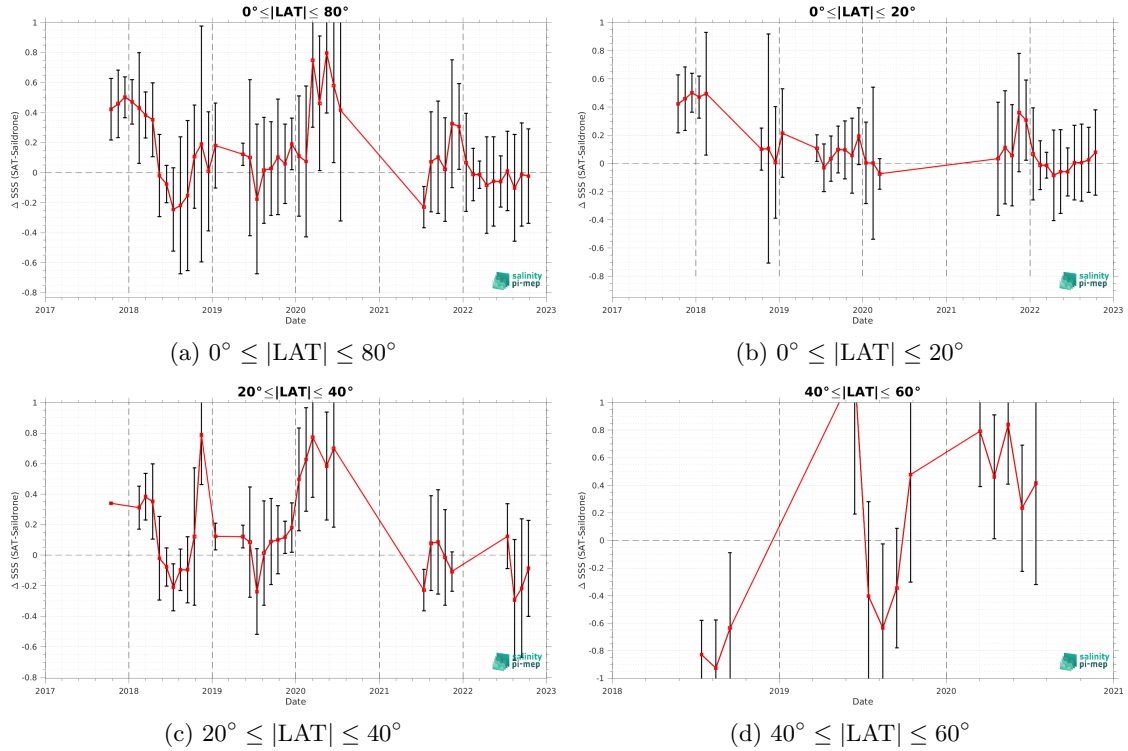 0°≤|LAT|≤ 80°
1
0.8
0.6
0.4
0.2
0
-0.2
-0.4
-0.6
-0.8
Δ SSS (SAT-Saildrone)
2017 2018 2019 2020 2021 2022 2023
Date
salinity
pi-mep
(a) 0° ≤ |LAT| ≤ 80°
0°≤|LAT|≤ 20°
1
0.8
0.6
0.4
0.2
0
-0.2
-0.4
-0.6
-0.8
Δ SSS (SAT-Saildrone)
2017 2018 2019 2020 2021 2022 2023
Date
salinity
pi-mep
(b) 0° ≤ |LAT| ≤ 20°
20°≤|LAT|≤ 40°
1
0.8
0.6
0.4
0.2
0
-0.2
-0.4
-0.6
-0.8
Δ SSS (SAT-Saildrone)
2017 2018 2019 2020 2021 2022 2023
Date
salinity
pi-mep
(c) 20° ≤ |LAT| ≤ 40°
40°≤|LAT|≤ 60°
1
0.8
0.6
0.4
0.2
0
-0.2
-0.4
-0.6
-0.8
-1
Δ SSS (SAT-Saildrone)
2018 2019 2020 2021
Date
salinity
pi-mep
(d) 40° ≤ |LAT| ≤ 60°